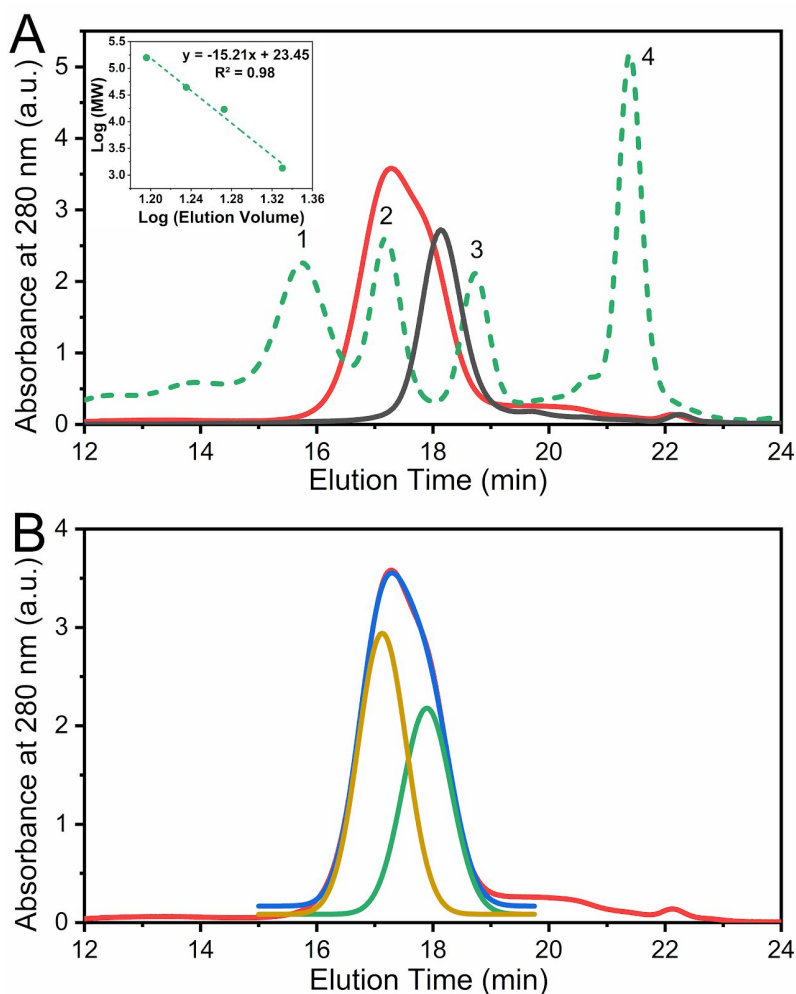 A
Absorbance at 280 nm (a.u.)
5
4
3
2
1
0
5.5
5.0
4.5
4.0
3.5
3.0
Log (MW)
y = -15.21x + 23.45
R² = 0.98
1.20 1.24 1.28 1.32 1.36
Log (Elution Volume)
1
2
3
4
12 14 16 18 20 22 24
Elution Time (min)
B
Absorbance at 280 nm (a.u.)
4
3
2
1
0
12 14 16 18 20 22 24
Elution Time (min)